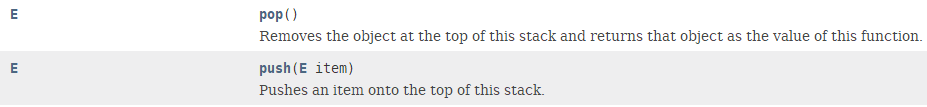 E pop()
Removes the object at the top of this stack and returns that object as the value of this function.
E push(E item)
Pushes an item onto the top of this stack.